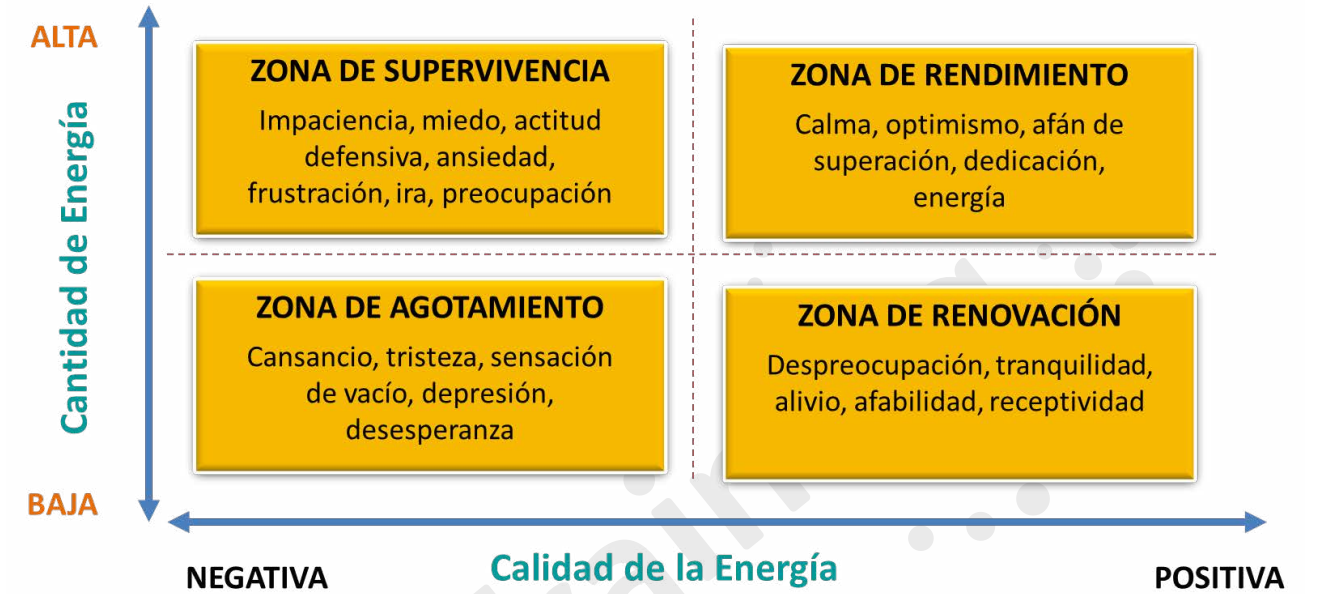 ALTA
Cantidad de Energía
BAJA
ZONA DE SUPERVIVENCIA
Impaciencia, miedo, actitud
defensiva, ansiedad,
frustración, ira, preocupación
ZONA DE RENDIMIENTO
Calma, optimismo, afán de
superación, dedicación,
energía
ZONA DE AGOTAMIENTO
Cansancio, tristeza, sensación
de vacío, depresión,
desesperanza
ZONA DE RENOVACIÓN
Despreocupación, tranquilidad,
alivio, afabilidad, receptividad
NEGATIVA
Calidad de la Energía
POSITIVA